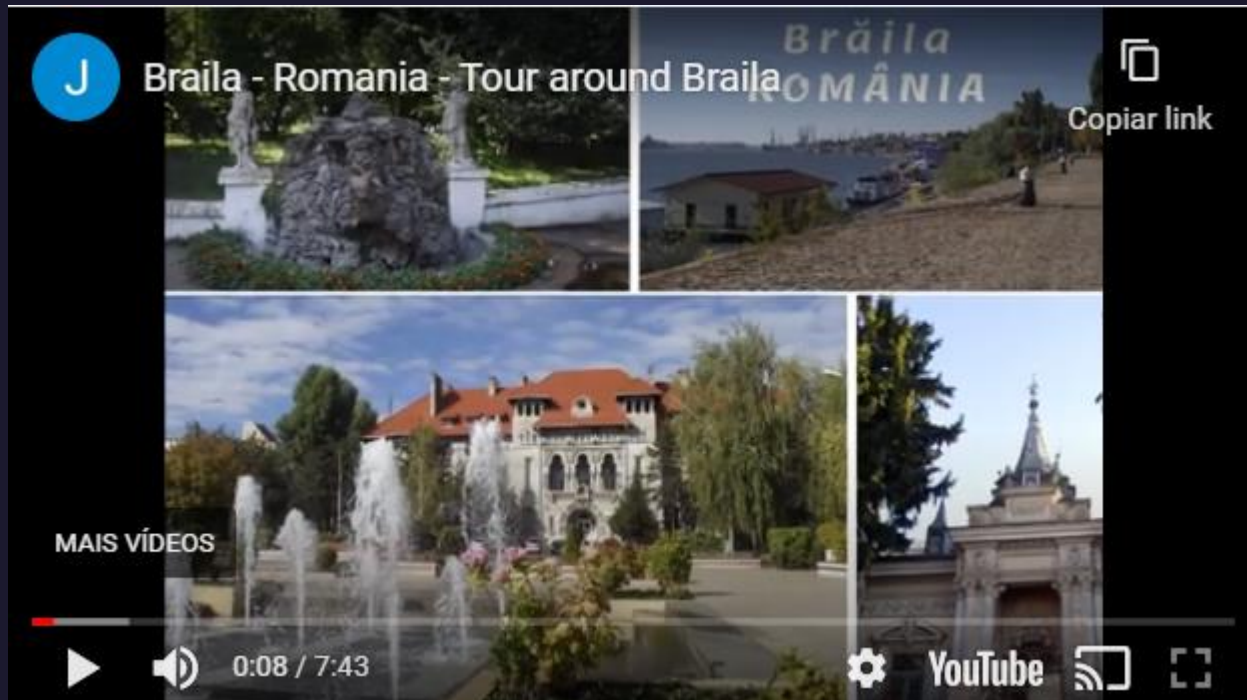 Brăila
J
Braila - Romania - Tour around Braila
ROMÂNIA
Copiar link
MAIS VÍDEOS
0:08 / 7:43
YouTube